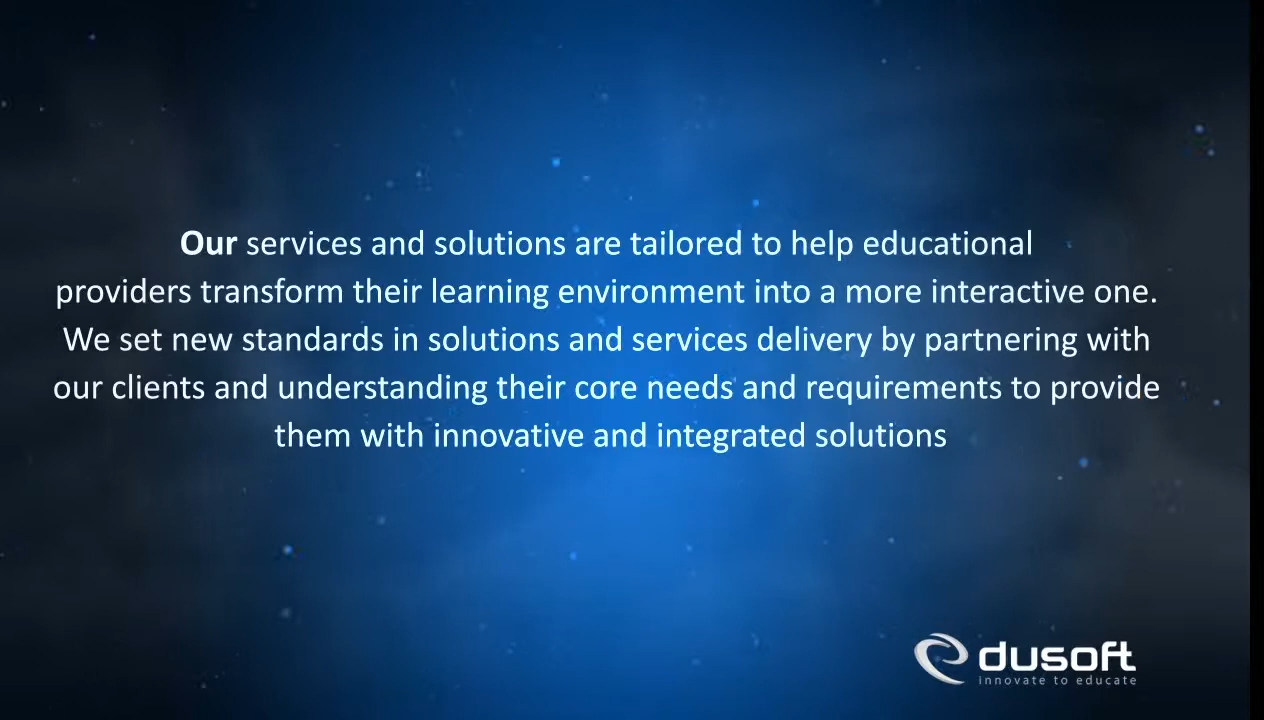 Our services and solutions are tailored to help educational
providers transform their learning environment into a more interactive one.
We set new standards in solutions and services delivery by partnering with
our clients and understanding their core needs and requirements to provide
them with innovative and integrated solutions
dusoft
innovate to educate